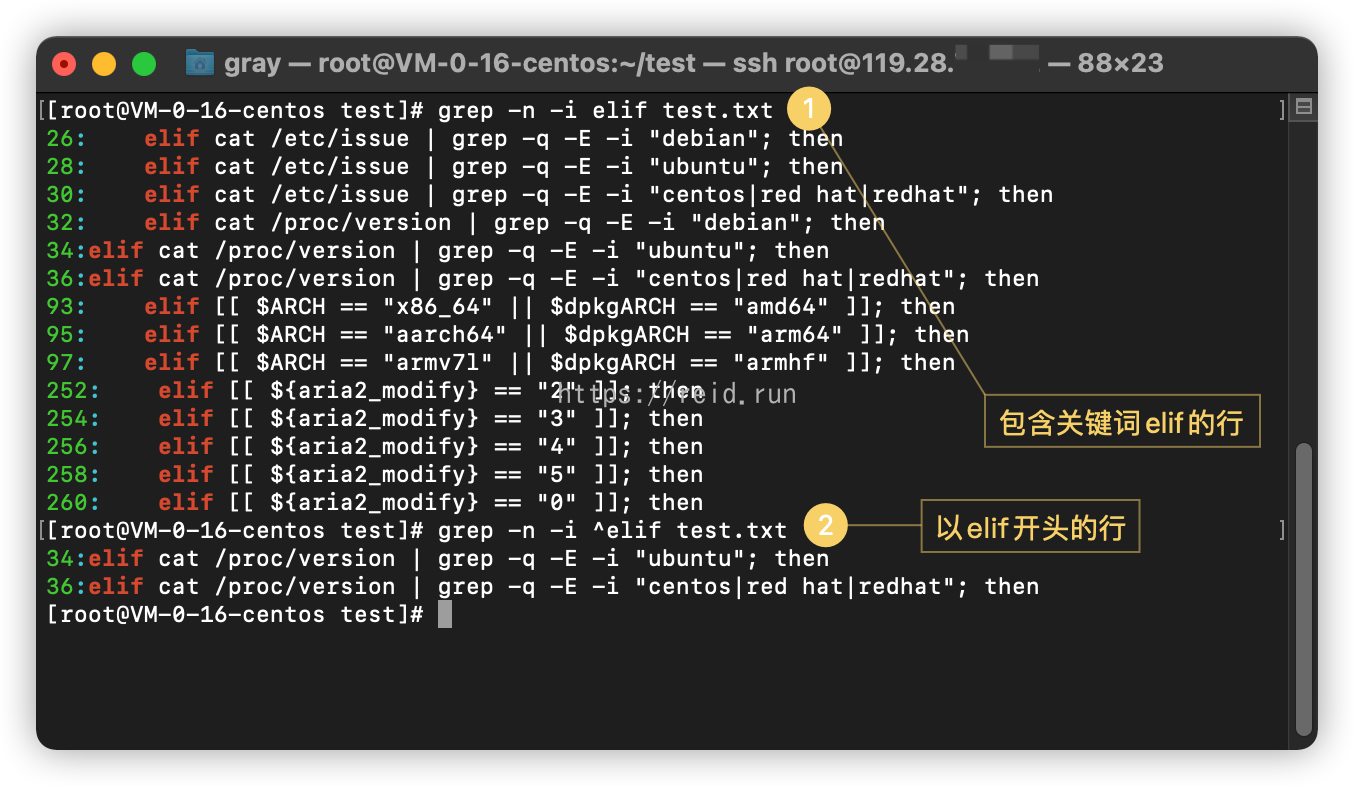 gray — root@VM-0-16-centos:~/test — ssh root@119.28. — 88×23
[[root@VM-0-16-centos test]# grep -n -i elif test.txt ]
1
26:    elif cat /etc/issue | grep -q -E -i "debian"; then
28:    elif cat /etc/issue | grep -q -E -i "ubuntu"; then
30:    elif cat /etc/issue | grep -q -E -i "centos|red hat|redhat"; then
32:    elif cat /proc/version | grep -q -E -i "debian"; then
34:elif cat /proc/version | grep -q -E -i "ubuntu"; then
36:elif cat /proc/version | grep -q -E -i "centos|red hat|redhat"; then
93:    elif [[ $ARCH == "x86_64" || $dpkgARCH == "amd64" ]]; then
95:    elif [[ $ARCH == "aarch64" || $dpkgARCH == "arm64" ]]; then
97:    elif [[ $ARCH == "armv7l" || $dpkgARCH == "armhf" ]]; then
252:    elif [[ ${aria2_modify} == "2" ]]; then
https://reid.run
254:    elif [[ ${aria2_modify} == "3" ]]; then
包含关键词elif的行
256:    elif [[ ${aria2_modify} == "4" ]]; then
258:    elif [[ ${aria2_modify} == "5" ]]; then
260:    elif [[ ${aria2_modify} == "0" ]]; then
[[root@VM-0-16-centos test]# grep -n -i ^elif test.txt ]
2
以elif开头的行
34:elif cat /proc/version | grep -q -E -i "ubuntu"; then
36:elif cat /proc/version | grep -q -E -i "centos|red hat|redhat"; then
[root@VM-0-16-centos test]#